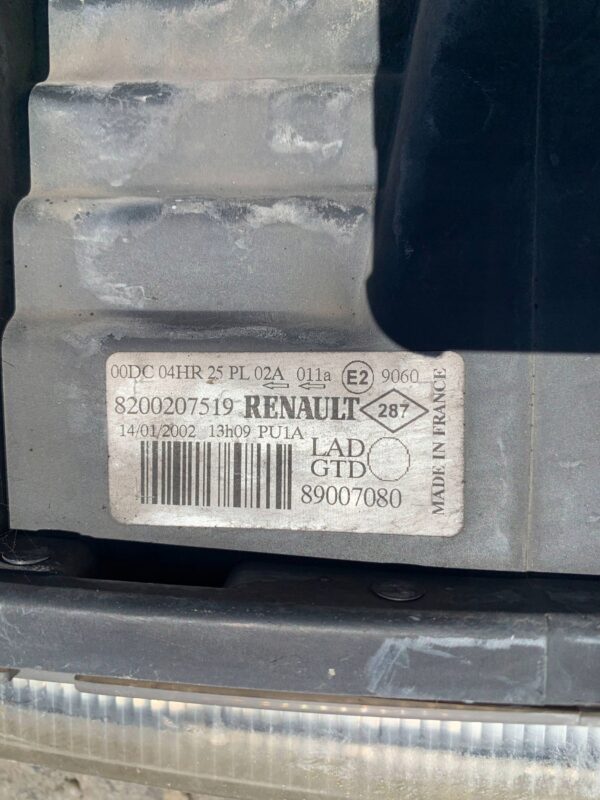 00DC 04HR 25 PL 02A 011a E2 9060
8200207519 RENAULT 287
14/01/2002 13h09 PU1A
LAD
GTD
89007080
MADE IN FRANCE